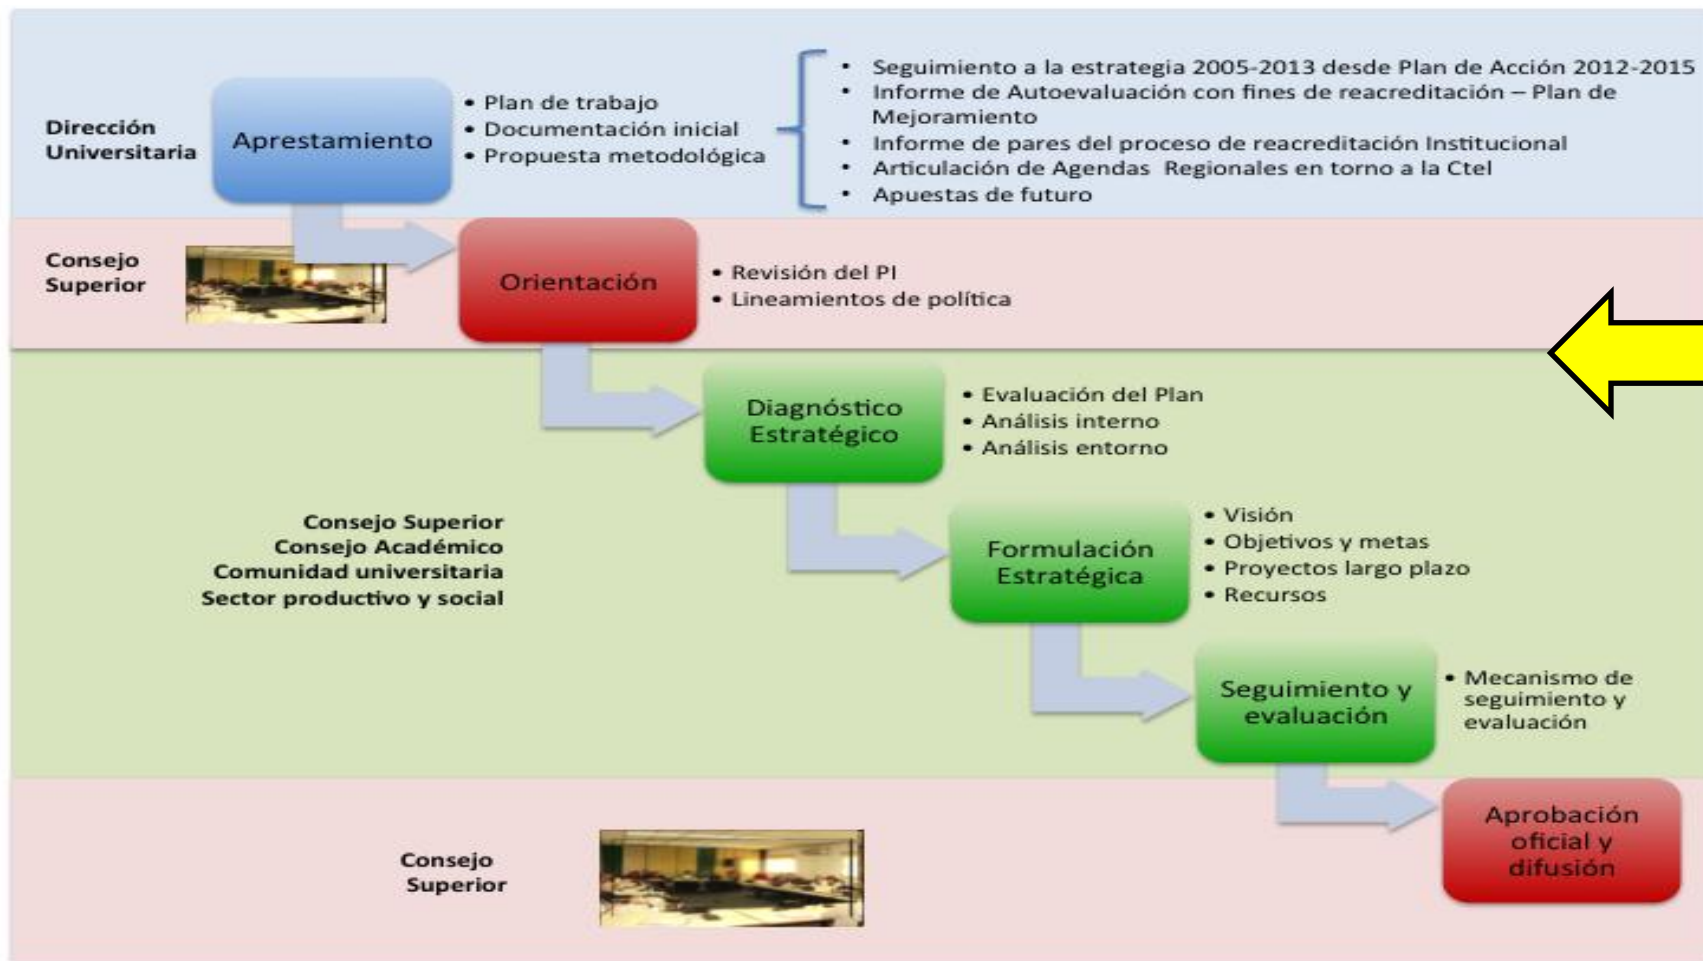 Dirección
Universitaria
Aprestamiento
• Plan de trabajo
• Documentación inicial
• Propuesta metodológica
• Seguimiento a la estrategia 2005-2013 desde Plan de Acción 2012-2015
• Informe de Autoevaluación con fines de reacreditación – Plan de
Mejoramiento
• Informe de pares del proceso de reacreditación Institucional
• Articulación de Agendas Regionales en torno a la CteI
• Apuestas de futuro
Consejo
Superior
Orientación
• Revisión del PI
• Lineamientos de política
Diagnóstico
Estratégico
• Evaluación del Plan
• Análisis interno
• Análisis entorno
Consejo Superior
Consejo Académico
Comunidad universitaria
Sector productivo y social
Formulación
Estratégica
• Visión
• Objetivos y metas
• Proyectos largo plazo
• Recursos
Seguimiento y
evaluación
• Mecanismo de
seguimiento y
evaluación
Consejo
Superior
Aprobación
oficial y
difusión